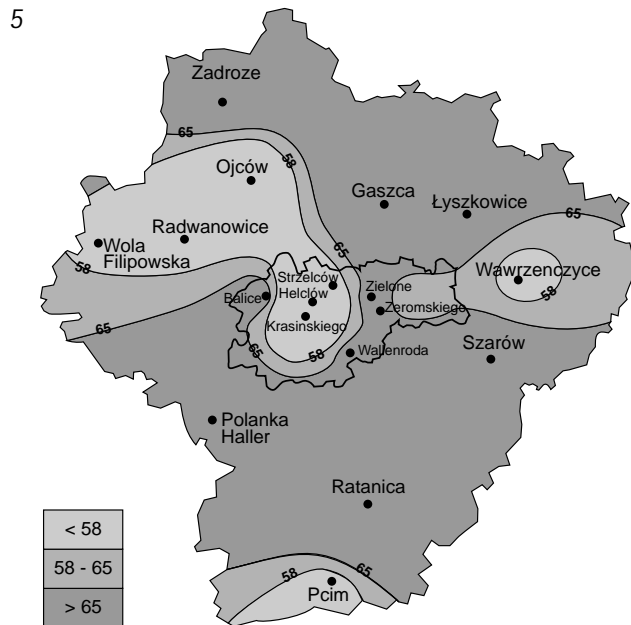 5
Zadroze
65
58
Ojców
Gaszca
Łyszkowice
65
Radwanowice
Wola
Filipowska
65
58
Strzelców
Wawrzenczyce
Balice
Helclów
Zielone
58
Zeromskiego
Krasinskiego
65
65
58
Wallenroda
Szarów
Polanka
Haller
Ratanica
< 58
58 - 65
> 65
65
58
Pcim